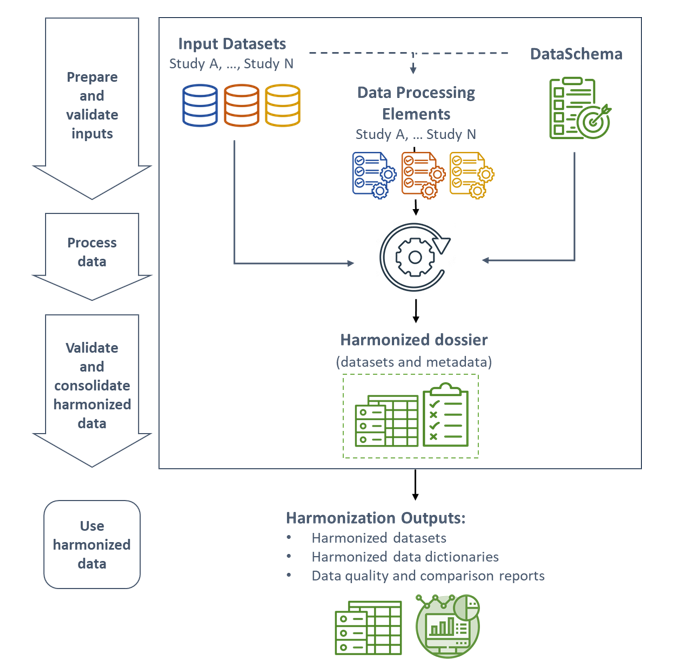 Prepare
and
validate
inputs
Process
data
Validate
and
consolidate
harmonized
data
Use
harmonized
data
Input Datasets
Study A, ..., Study N
DataSchema
Data Processing
Elements
Study A, ... Study N
Harmonized dossier
(datasets and metadata)
Harmonization Outputs:
• Harmonized datasets
• Harmonized data dictionaries
• Data quality and comparison reports